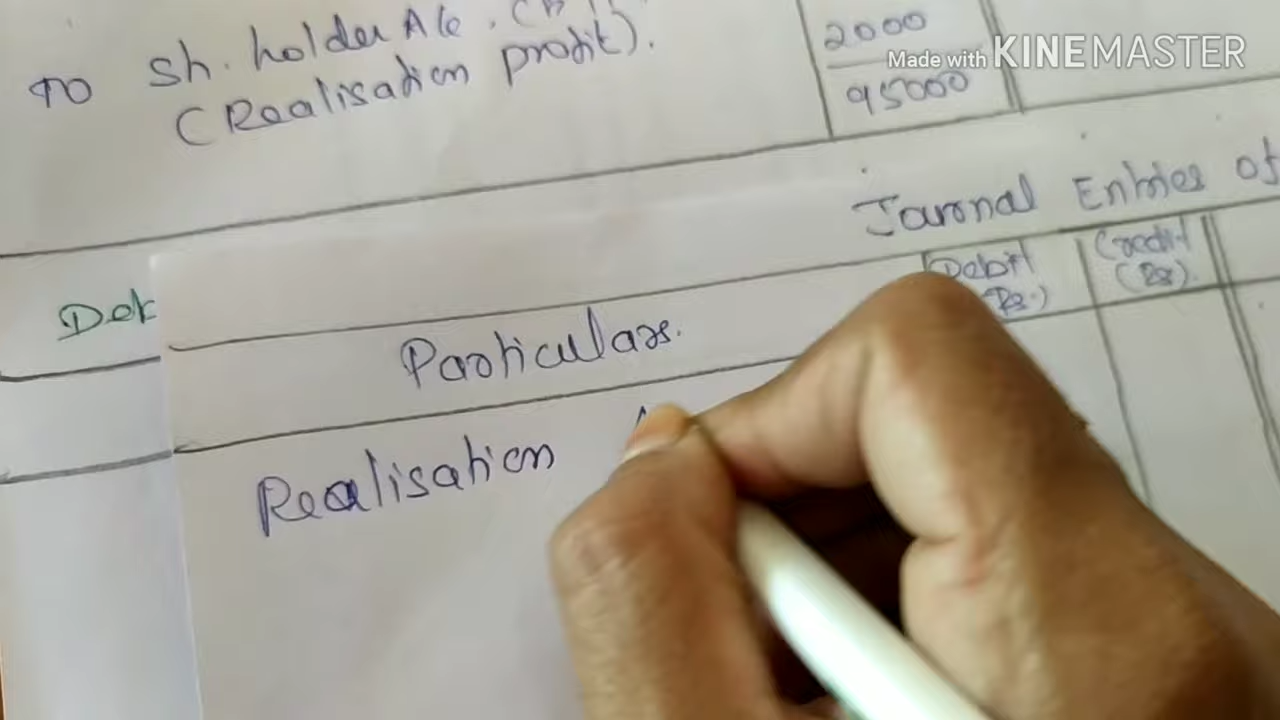 To Sh. holder A/c. (B
(Realisation profit).
2000
95000
Made with KINEMASTER
Journal Entries of
Debit
(Rs.)
Credit
(Rs).
Particulars.
Realisation A